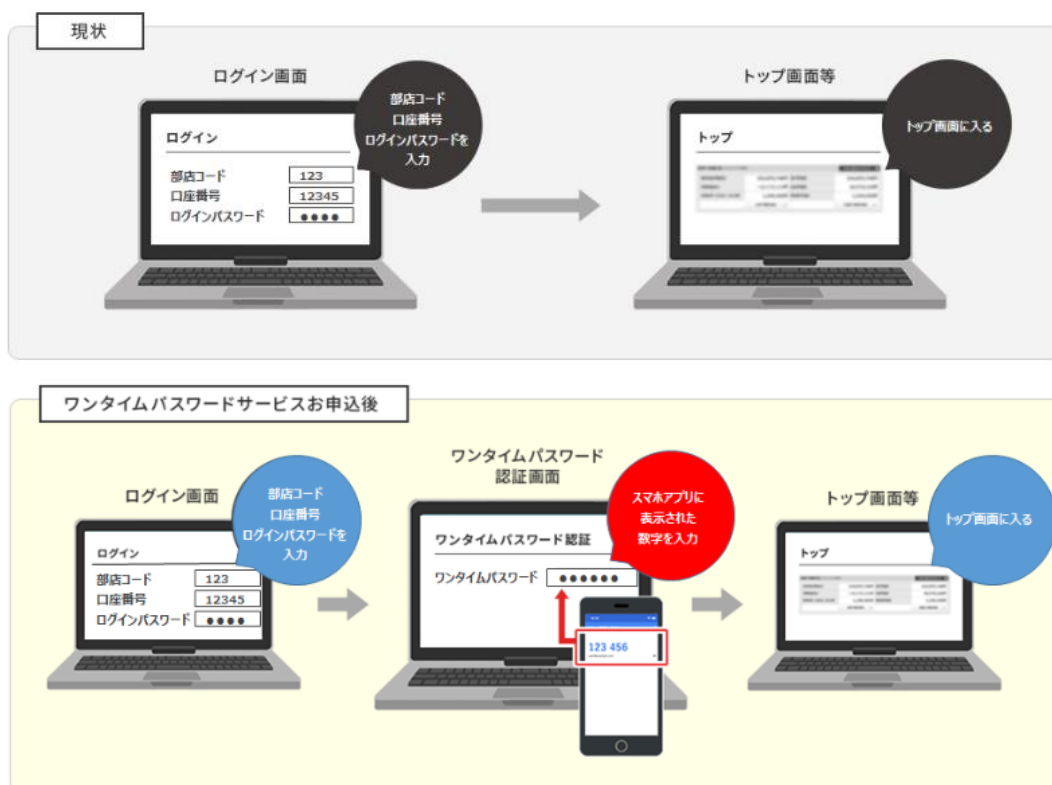 現状
ログイン画面
部店コード
口座番号
ログインパスワードを
入力
ログイン
部店コード 123
口座番号 12345
ログインパスワード ●●●●
トップ画面等
トップ画面に入る
トップ
ワンタイムパスワードサービスお申込後
ログイン画面
部店コード
口座番号
ログインパスワードを
入力
ログイン
部店コード 123
口座番号 12345
ログインパスワード ●●●●
ワンタイムパスワード
認証画面
スマホアプリに
表示された
数字を入力
ワンタイムパスワード認証
ワンタイムパスワード ●●●●●●
123 456
トップ画面等
トップ画面に入る
トップ